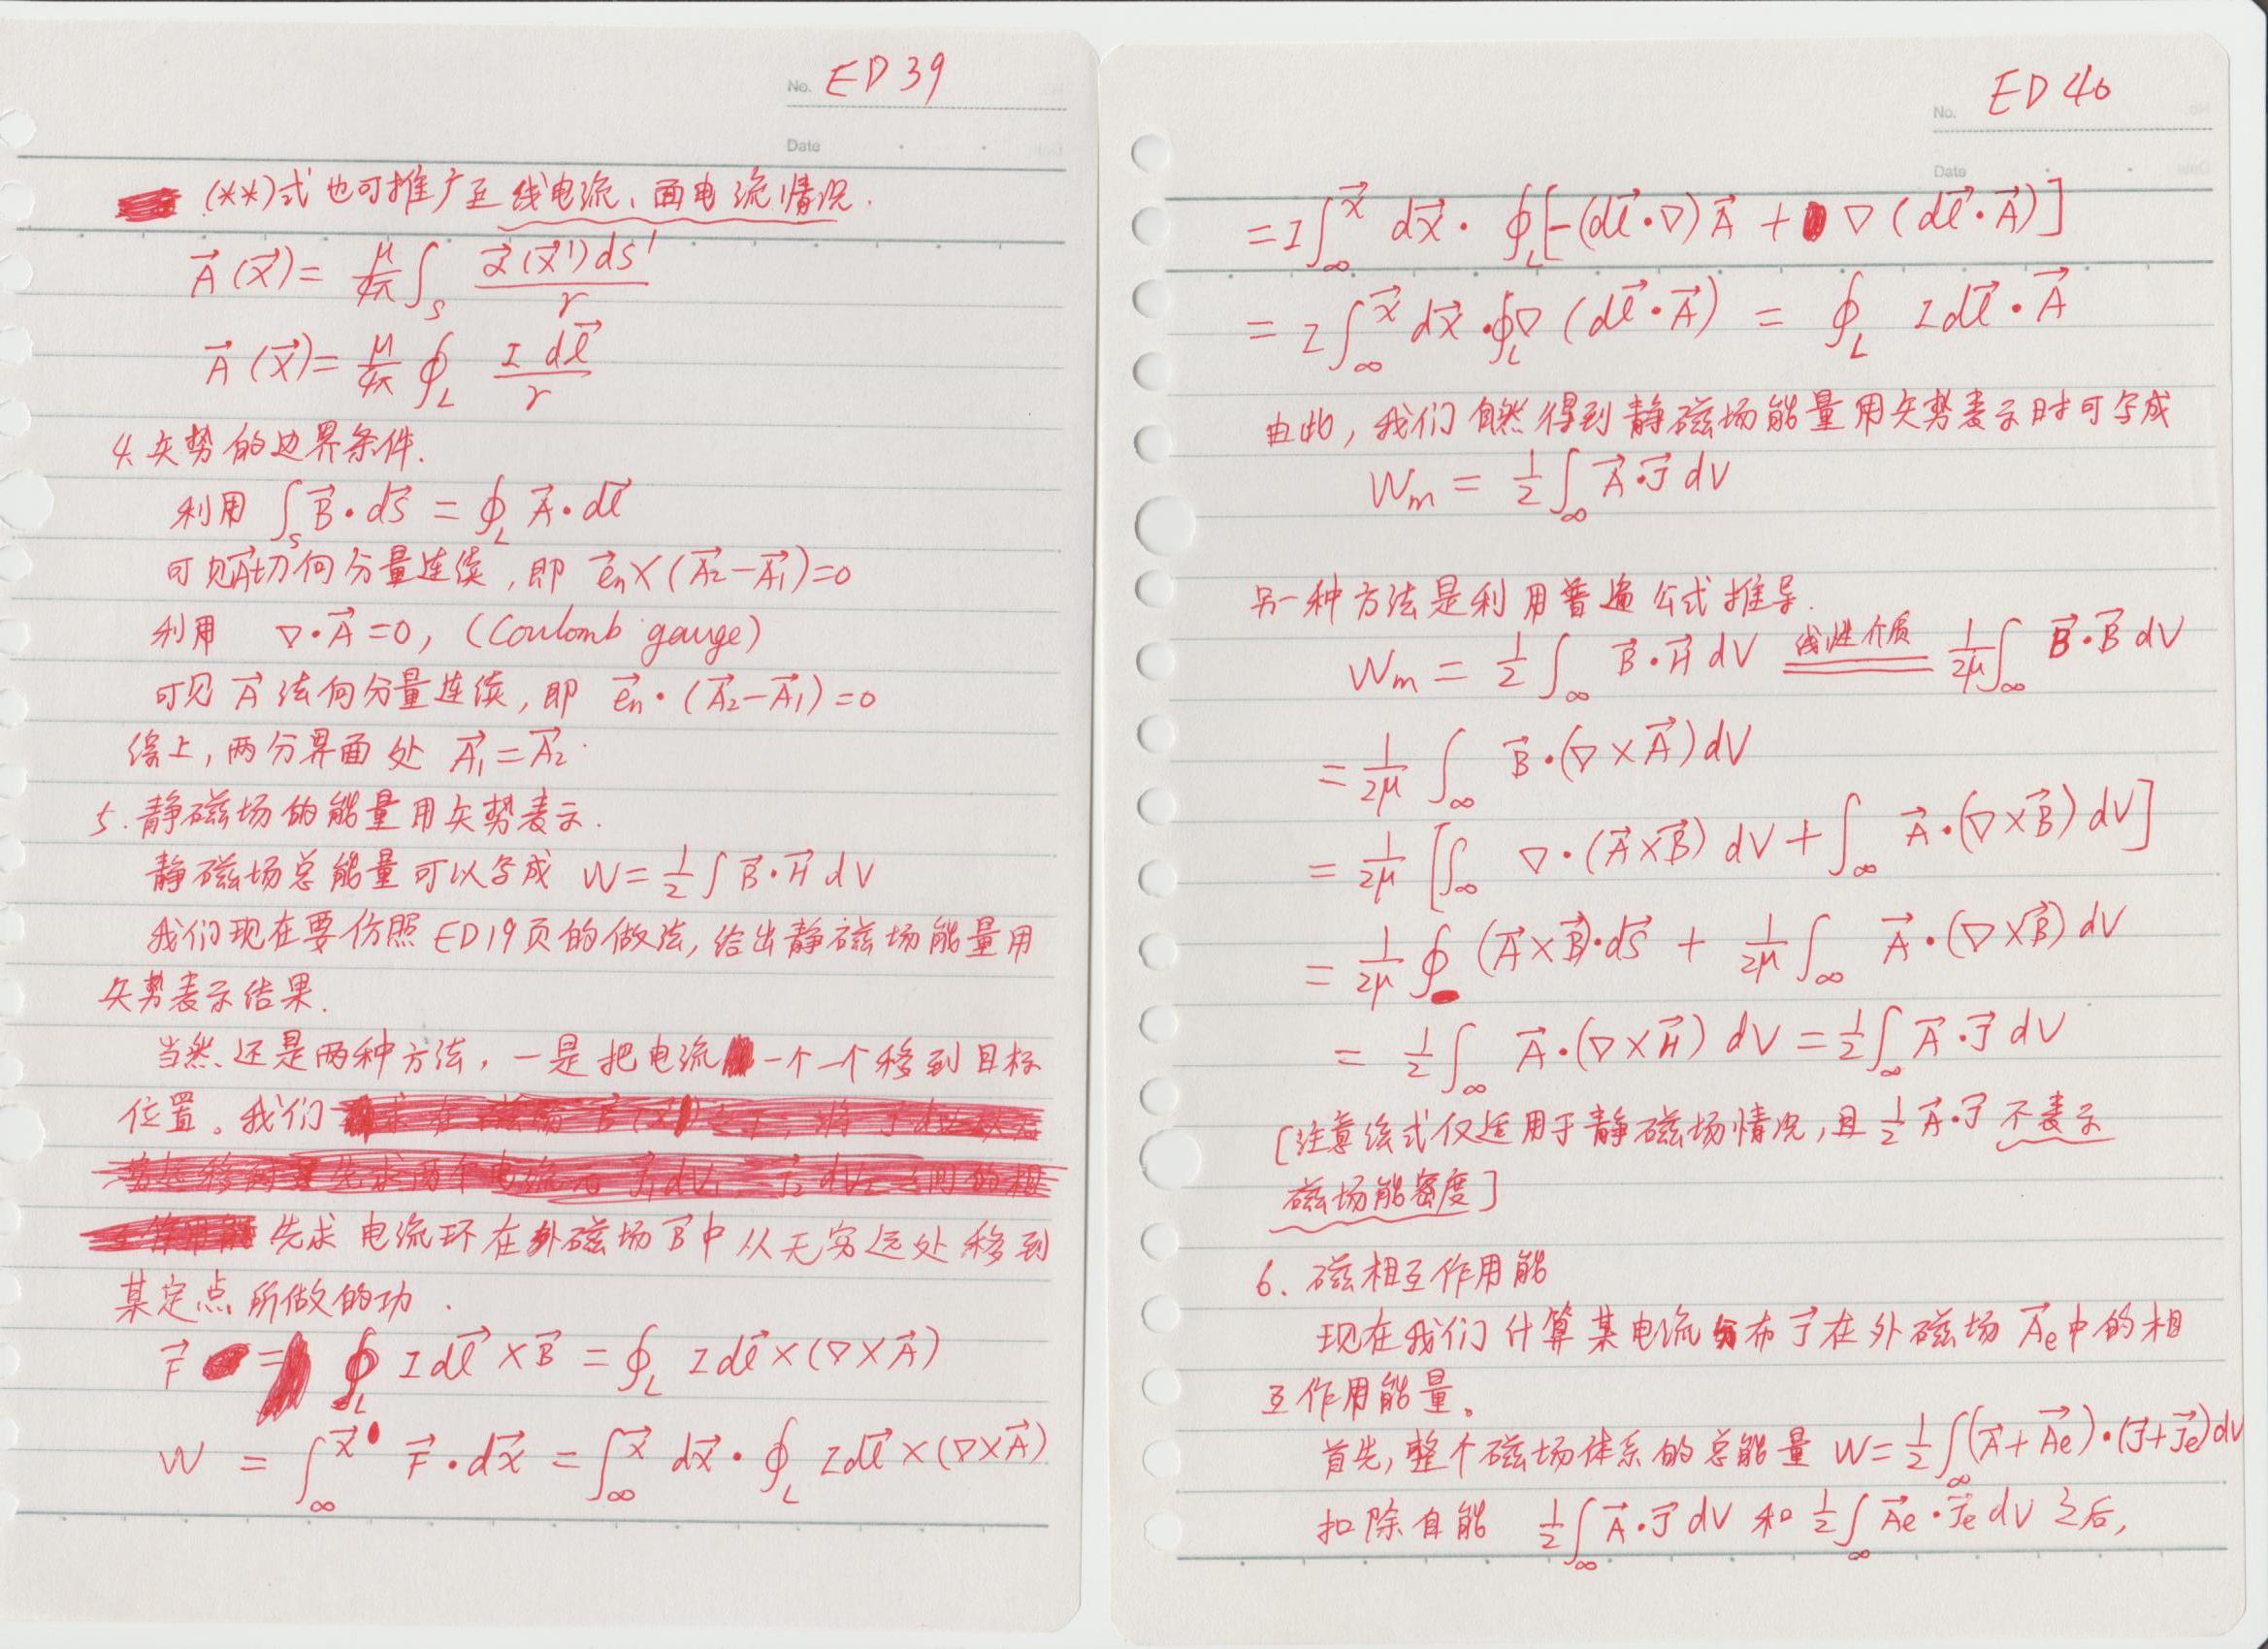 No. ED 39
Date
(**)式也可推广至线电流、面电流情况.
$\vec{A}(\vec{x}) = \frac{\mu}{4\pi}\int_S \frac{\vec{\alpha}(\vec{x}')ds'}{r}$
$\vec{A}(\vec{x}) = \frac{\mu}{4\pi}\oint_L \frac{I d\vec{l}}{r}$
4. 矢势的边界条件.
利用 $\int_S \vec{B}\cdot d\vec{s} = \oint_L \vec{A}\cdot d\vec{l}$
可见$\vec{A}$切向分量连续, 即 $\vec{e}_n\times(\vec{A}_2-\vec{A}_1)=0$
利用 $\nabla\cdot\vec{A}=0$, (Coulomb gauge)
可见 $\vec{A}$ 法向分量连续, 即 $\vec{e}_n\cdot(\vec{A}_2-\vec{A}_1)=0$
综上, 两分界面处 $\vec{A}_1=\vec{A}_2$.
5. 静磁场的能量用矢势表示.
静磁场总能量可以写成 $W=\frac{1}{2}\int\vec{B}\cdot\vec{H}dV$
我们现在要仿照ED19页的做法, 给出静磁场能量用
矢势表示结果.
当然还是两种方法, 一是把电流一个一个移到目标
位置。我们
先求电流环在外磁场$\vec{B}$中从无穷远处移到
某定点所做的功.
$\vec{F} = \oint_L Id\vec{l}\times\vec{B} = \oint_L Id\vec{l}\times(\nabla\times\vec{A})$
$W = \int_\infty^{\vec{x}} \vec{F}\cdot d\vec{x} = \int_\infty^{\vec{x}} d\vec{x}\cdot\oint_L Id\vec{l}\times(\nabla\times\vec{A})$
No. ED 40
Date
$= I\int_\infty^{\vec{x}} d\vec{x}\cdot\oint_L[-(d\vec{l}\cdot\nabla)\vec{A} + \nabla(d\vec{l}\cdot\vec{A})]$
$= I\int_\infty^{\vec{x}} d\vec{x}\cdot\oint_L\nabla(d\vec{l}\cdot\vec{A}) = \oint_L Id\vec{l}\cdot\vec{A}$
由此, 我们自然得到静磁场能量用矢势表示时可写成
$W_m = \frac{1}{2}\int_\infty \vec{A}\cdot\vec{J}dV$
另一种方法是利用普遍公式推导.
$W_m = \frac{1}{2}\int_\infty \vec{B}\cdot\vec{H}dV \xlongequal{线性介质} \frac{1}{2\mu}\int_\infty \vec{B}\cdot\vec{B}dV$
$= \frac{1}{2\mu}\int_\infty \vec{B}\cdot(\nabla\times\vec{A})dV$
$= \frac{1}{2\mu}[\int_\infty \nabla\cdot(\vec{A}\times\vec{B})dV + \int_\infty \vec{A}\cdot(\nabla\times\vec{B})dV]$
$= \frac{1}{2\mu}\oint(\vec{A}\times\vec{B})\cdot d\vec{s} + \frac{1}{2\mu}\int_\infty \vec{A}\cdot(\nabla\times\vec{B})dV$
$= \frac{1}{2}\int_\infty \vec{A}\cdot(\nabla\times\vec{H})dV = \frac{1}{2}\int_\infty \vec{A}\cdot\vec{J}dV$
[注意该式仅适用于静磁场情况, 且 $\frac{1}{2}\vec{A}\cdot\vec{J}$ 不表示
磁场能密度]
6. 磁相互作用能
现在我们计算某电流分布$\vec{J}$在外磁场$\vec{A}_e$中的相
互作用能量。
首先, 整个磁场体系的总能量 $W=\frac{1}{2}\int_\infty(\vec{A}+\vec{A}_e)\cdot(\vec{J}+\vec{J}_e)dV$
扣除自能 $\frac{1}{2}\int_\infty\vec{A}\cdot\vec{J}dV$ 和 $\frac{1}{2}\int_\infty\vec{A}_e\cdot\vec{J}_e dV$ 之后,